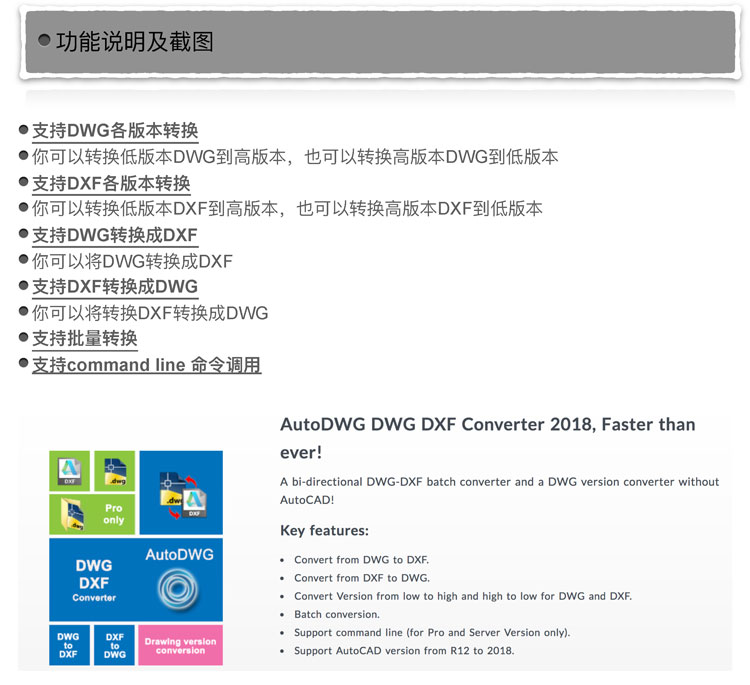 功能说明及截图
支持DWG各版本转换
你可以转换低版本DWG到高版本，也可以转换高版本DWG到低版本
支持DXF各版本转换
你可以转换低版本DXF到高版本，也可以转换高版本DXF到低版本
支持DWG转换成DXF
你可以将DWG转换成DXF
支持DXF转换成DWG
你可以将转换DXF转换成DWG
支持批量转换
支持command line 命令调用
AutoDWG DWG DXF Converter 2018, Faster than
ever!
A bi-directional DWG-DXF batch converter and a DWG version converter without
AutoCAD!
Key features:
Convert from DWG to DXF.
Convert from DXF to DWG.
Convert Version from low to high and high to low for DWG and DXF.
Batch conversion.
Support command line (for Pro and Server Version only).
Support AutoCAD version from R12 to 2018.
DXF
.dwg
.dwg
DXF
.dwg
Pro
only
DWG
DXF
Converter
AutoDWG
DWG
to
DXF
DXF
to
DWG
Drawing version
conversion